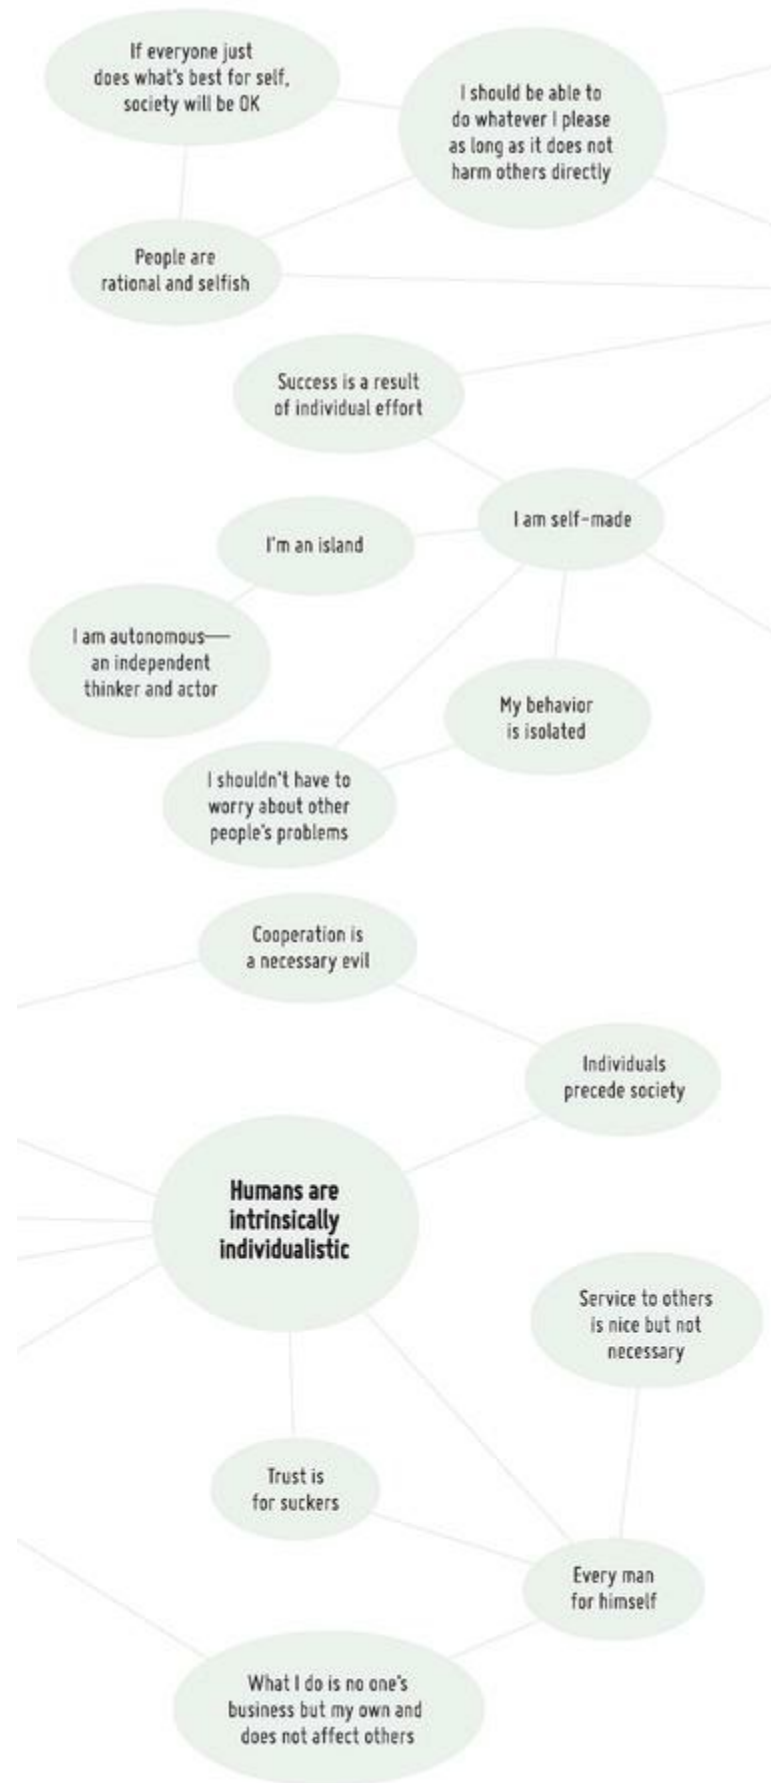 If everyone just
does what's best for self,
society will be OK
I should be able to
do whatever I please
as long as it does not
harm others directly
People are
rational and selfish
Success is a result
of individual effort
I am self-made
I'm an island
I am autonomous—
an independent
thinker and actor
My behavior
is isolated
I shouldn't have to
worry about other
people's problems
Cooperation is
a necessary evil
Individuals
precede society
Humans are
intrinsically
individualistic
Service to others
is nice but not
necessary
Trust is
for suckers
Every man
for himself
What I do is no one's
business but my own and
does not affect others